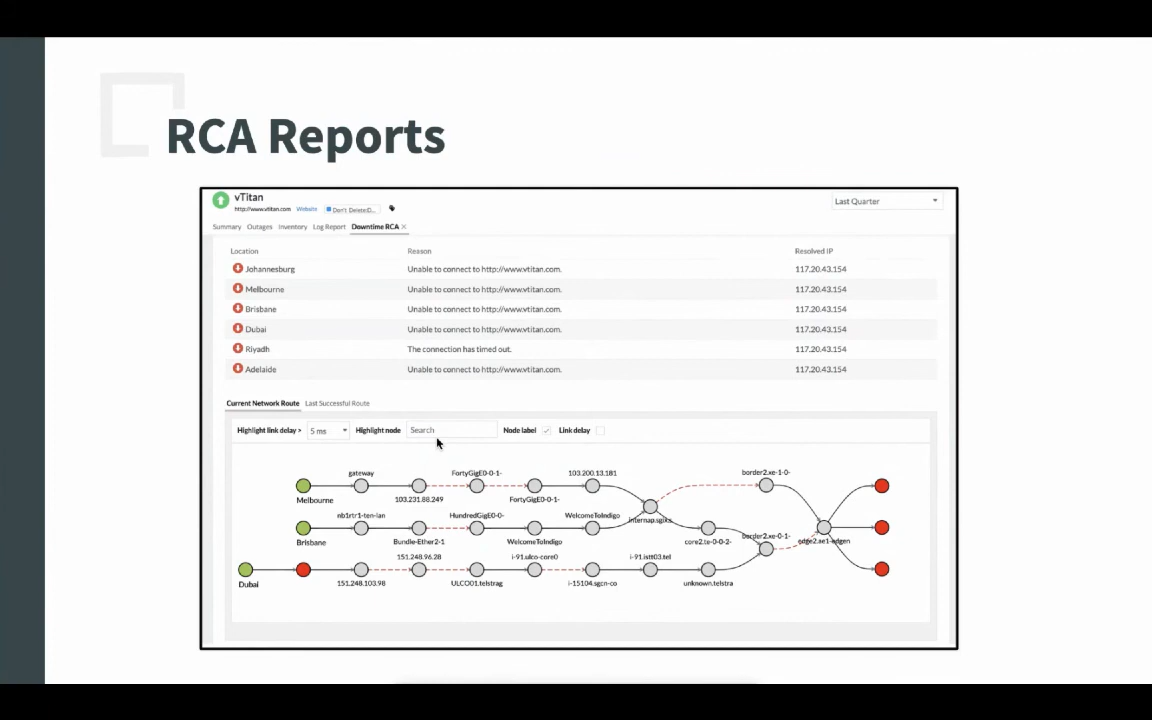 RCA Reports
vTitan
http://www.vtitan.com Website Don't Delete:D...
Last Quarter
Summary Outages Inventory Log Report Downtime RCA ×
Location Reason Resolved IP
Johannesburg Unable to connect to http://www.vtitan.com. 117.20.43.154
Melbourne Unable to connect to http://www.vtitan.com. 117.20.43.154
Brisbane Unable to connect to http://www.vtitan.com. 117.20.43.154
Dubai Unable to connect to http://www.vtitan.com. 117.20.43.154
Riyadh The connection has timed out. 117.20.43.154
Adelaide Unable to connect to http://www.vtitan.com. 117.20.43.154
Current Network Route Last Successful Route
Highlight link delay > 5 ms Highlight node Search Node label Link delay
gateway FortyGigE0-0-1- 103.200.13.181 border2.xe-1-0-
Melbourne 103.231.88.249 FortyGigE0-0-1-
nb1rtr1-ten-lan HundredGigE0-0- WelcomeToIndigo internap.sgix.
Brisbane Bundle-Ether2-1 WelcomeToIndigo core2.te-0-0-2- border2.xe-0-1- edge2.ae1-edgen
151.248.96.28 i-91.ulco-core0 i-91.istt03.tel
Dubai 151.248.103.98 ULCO01.telstrag i-15104.sgcn-co unknown.telstra